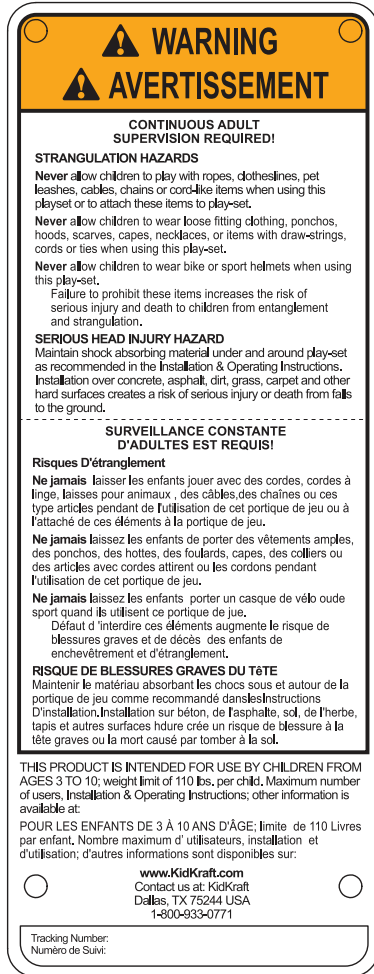 WARNING
AVERTISSEMENT
CONTINUOUS ADULT
SUPERVISION REQUIRED!
STRANGULATION HAZARDS
Never allow children to play with ropes, clotheslines, pet
leashes, cables, chains or cord-like items when using this
playset or to attach these items to play-set.
Never allow children to wear loose fitting clothing, ponchos,
hoods, scarves, capes, necklaces, or items with draw-strings,
cords or ties when using this play-set.
Never allow children to wear bike or sport helmets when using
this play-set.
Failure to prohibit these items increases the risk of
serious injury and death to children from entanglement
and strangulation.
SERIOUS HEAD INJURY HAZARD
Maintain shock absorbing material under and around play-set
as recommended in the Installation & Operating Instructions.
Installation over concrete, asphalt, dirt, grass, carpet and other
hard surfaces creates a risk of serious injury or death from falls
to the ground.
SURVEILLANCE CONSTANTE
D'ADULTES EST REQUIS!
Risques D'étranglement
Ne jamais laisser les enfants jouer avec des cordes, cordes à
linge, laisses pour animaux , des câbles,des chaînes ou ces
type articles pendant de l'utilisation de cet portique de jeu ou à
l'attaché de ces éléments à la portique de jeu.
Ne jamais laissez les enfants de porter des vêtements amples,
des ponchos, des hottes, des foulards, capes, des colliers ou
des articles avec cordes attirent ou les cordons pendant
l'utilisation de cet portique de jeu.
Ne jamais laissez les enfants porter un casque de vélo oude
sport quand ils utilisent ce portique de jue.
Défaut d 'interdire ces éléments augmente le risque de
blessures graves et de décès des enfants de
enchevêtrement et d'étranglement.
RISQUE DE BLESSURES GRAVES DU TêTE
Maintenir le matériau absorbant les chocs sous et autour de la
portique de jeu comme recommandé danslesInstructions
D'installation.Installation sur béton, de l'asphalte, sol, de l'herbe,
tapis et autres surfaces hdure crée un risque de blessure à la
tête graves ou la mort causé par tomber à la sol.
THIS PRODUCT IS INTENDED FOR USE BY CHILDREN FROM
AGES 3 TO 10; weight limit of 110 lbs. per child. Maximum number
of users, Installation & Operating Instructions; other information is
available at:
POUR LES ENFANTS DE 3 À 10 ANS D'ÂGE; limite de 110 Livres
par enfant. Nombre maximum d' utilisateurs, installation et
d'utilisation; d'autres informations sont disponibles sur:
www.KidKraft.com
Contact us at: KidKraft
Dallas, TX 75244 USA
1-800-933-0771
Tracking Number:
Numèro de Suivi: